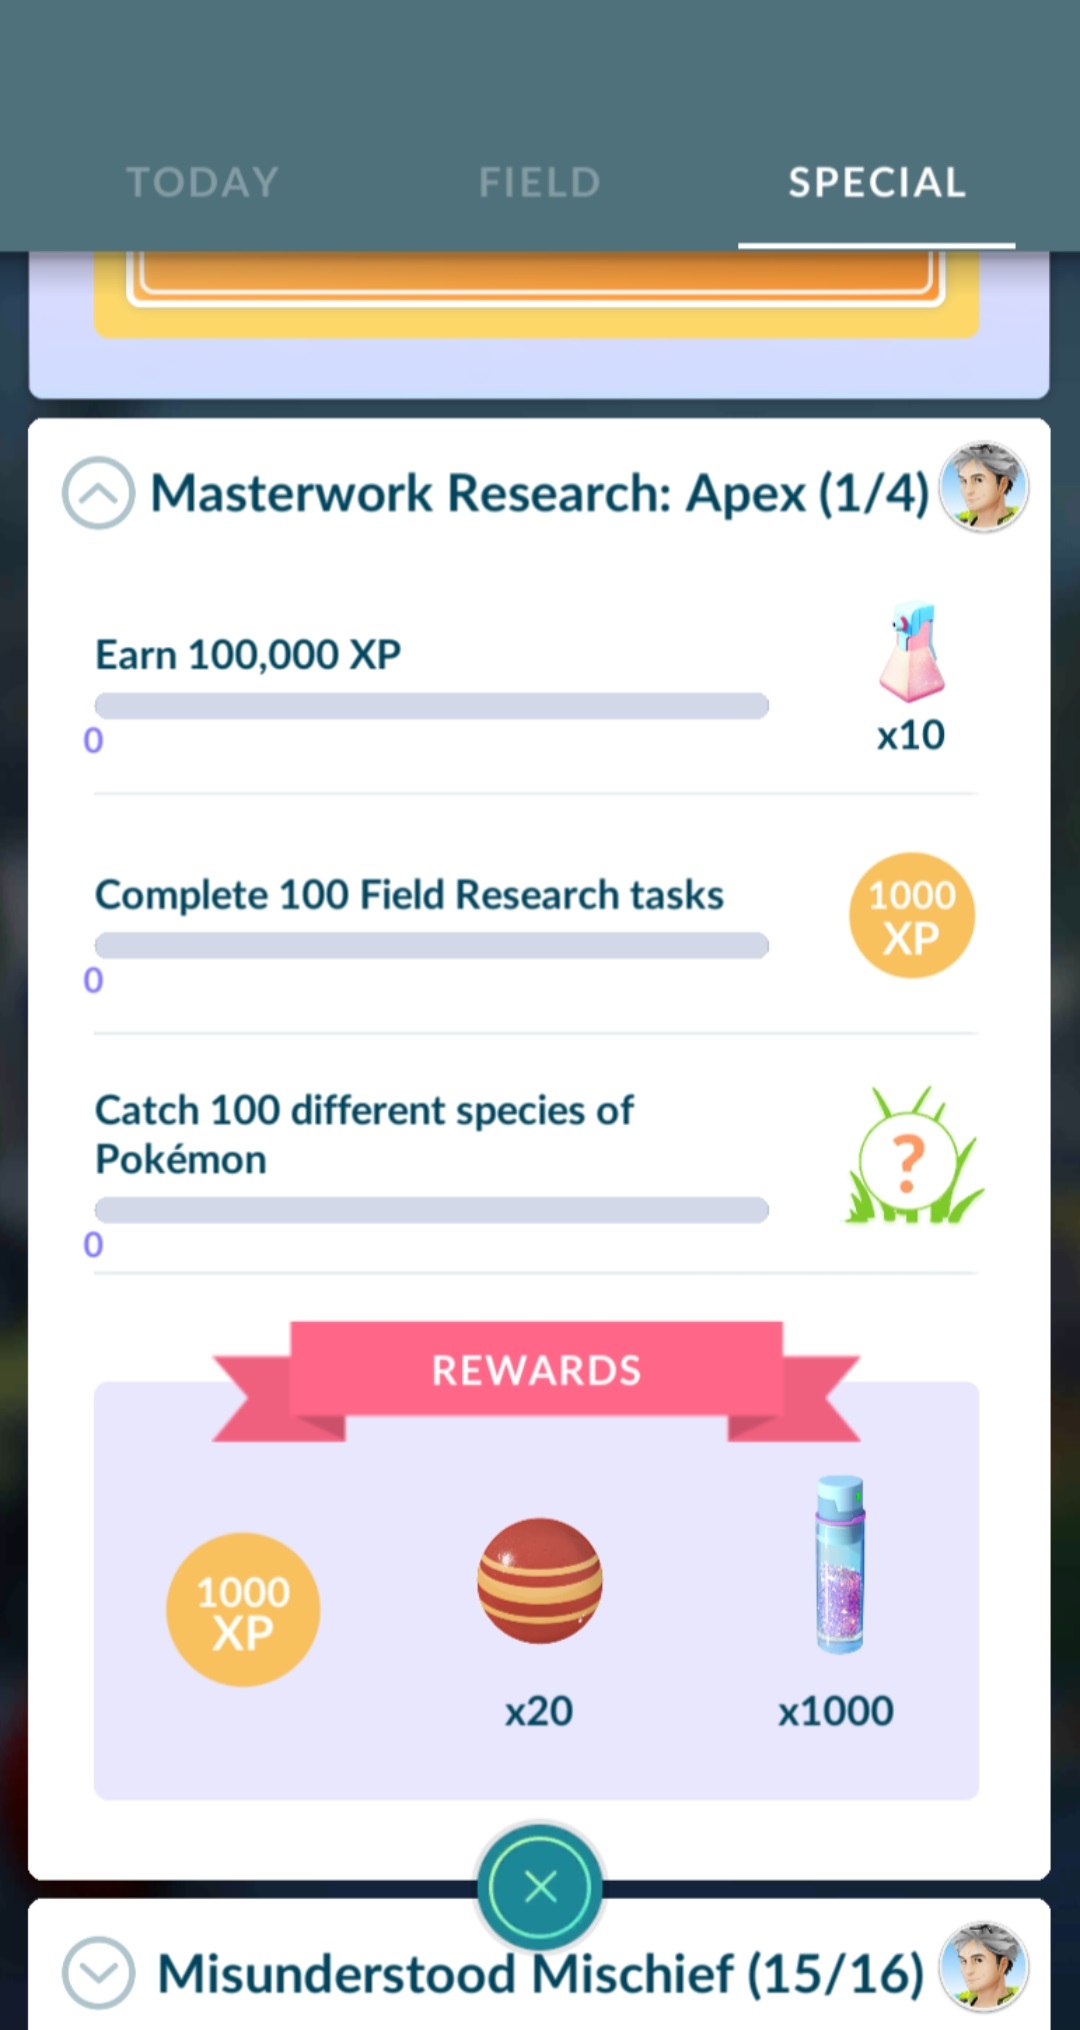 TODAY
FIELD
SPECIAL
Masterwork Research: Apex (1/4)
Earn 100,000 XP
0
x10
Complete 100 Field Research tasks
0
1000
XP
Catch 100 different species of
Pokémon
0
?
REWARDS
1000
XP
x20
x1000
Misunderstood Mischief (15/16)